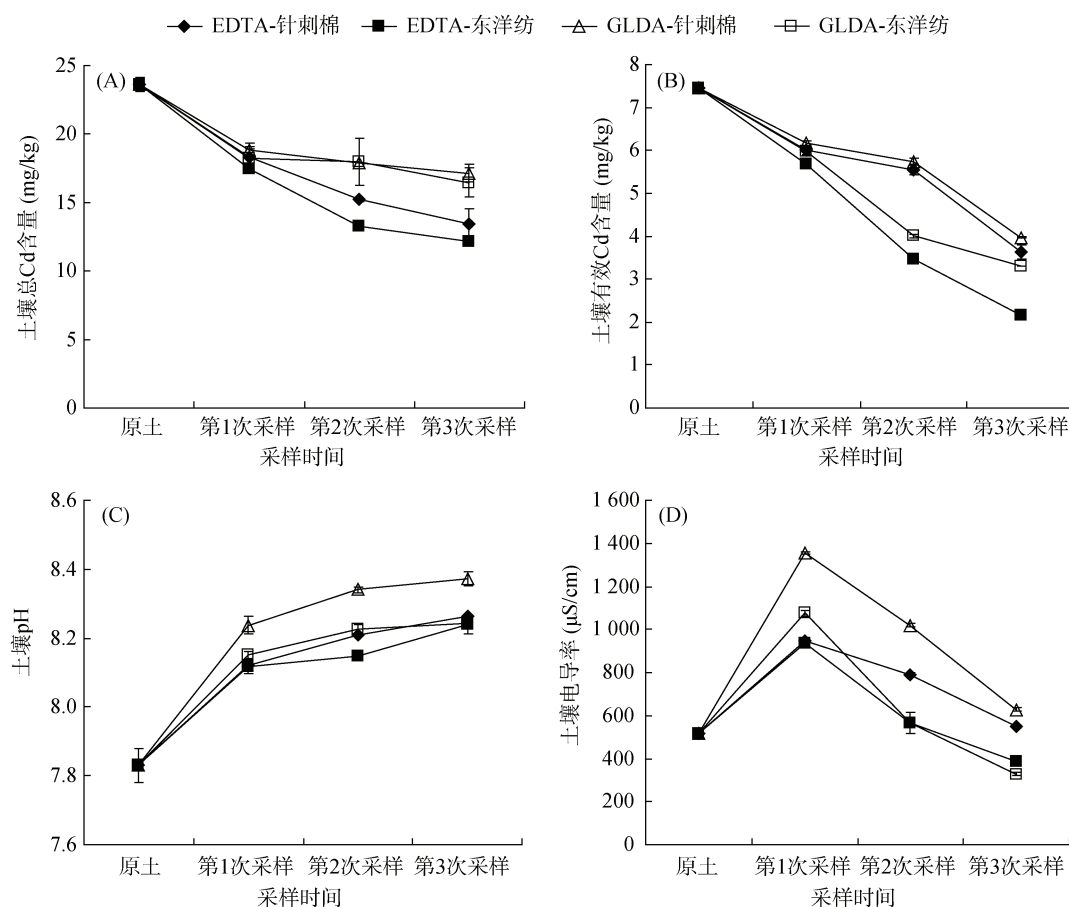 EDTA-针刺棉 EDTA-东洋纺 GLDA-针刺棉 GLDA-东洋纺
(A)
土壤总Cd含量 (mg/kg)
25
20
15
10
5
0
原土 第1次采样 第2次采样 第3次采样
采样时间
(B)
土壤有效Cd含量 (mg/kg)
8
7
6
5
4
3
2
1
0
原土 第1次采样 第2次采样 第3次采样
采样时间
(C)
土壤pH
8.6
8.4
8.2
8.0
7.8
7.6
原土 第1次采样 第2次采样 第3次采样
采样时间
(D)
土壤电导率 (μS/cm)
1 600
1 400
1 200
1 000
800
600
400
200
0
原土 第1次采样 第2次采样 第3次采样
采样时间